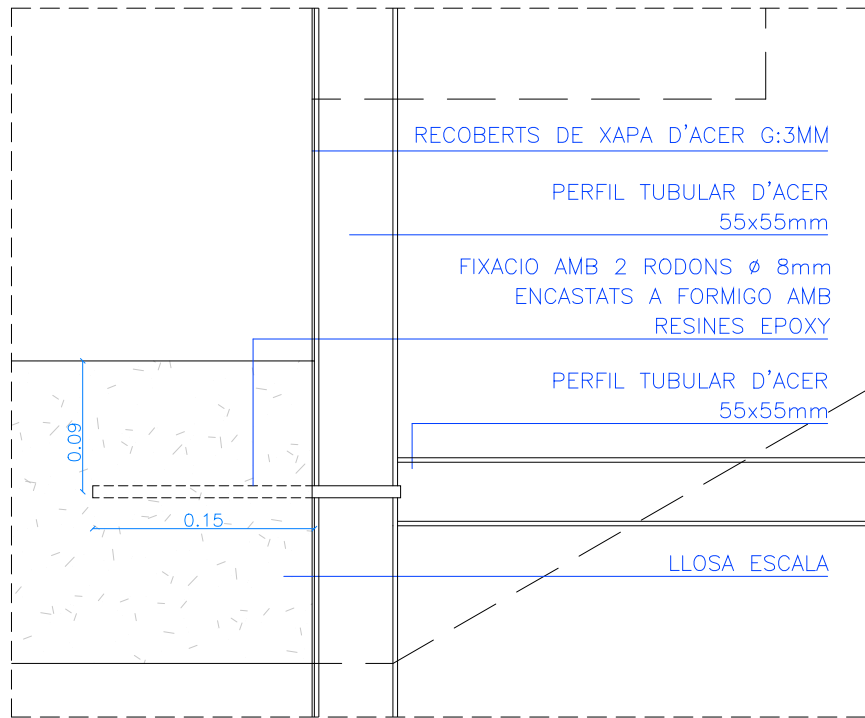 RECOBERTS DE XAPA D'ACER G:3MM
PERFIL TUBULAR D'ACER
55x55mm
FIXACIO AMB 2 RODONS ø 8mm
ENCASTATS A FORMIGO AMB
RESINES EPOXY
PERFIL TUBULAR D'ACER
55x55mm
0.09
0.15
LLOSA ESCALA